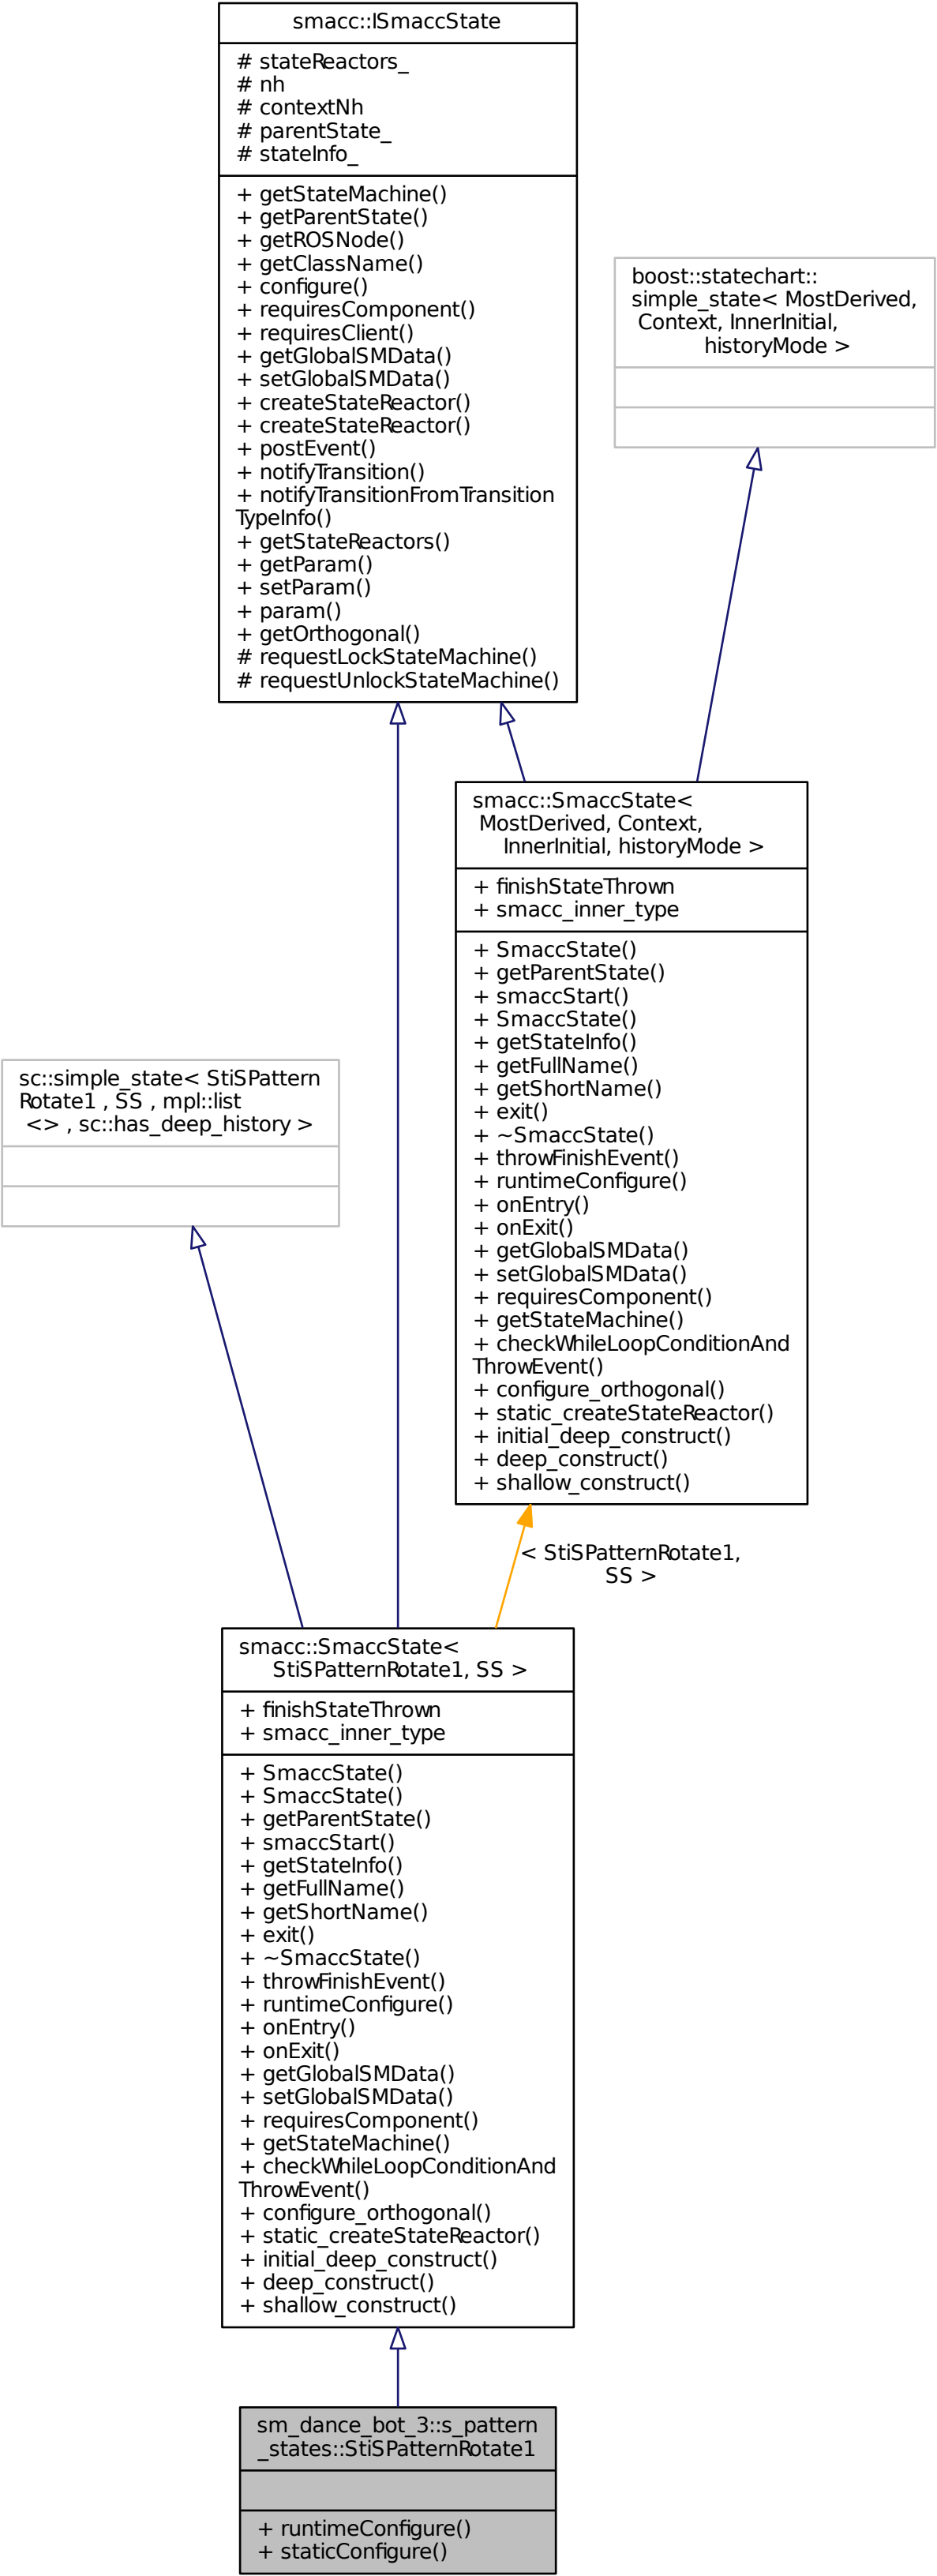 smacc::ISmaccState
# stateReactors_
# nh
# contextNh
# parentState_
# stateInfo_
+ getStateMachine()
+ getParentState()
+ getROSNode()
+ getClassName()
+ configure()
+ requiresComponent()
+ requiresClient()
+ getGlobalSMData()
+ setGlobalSMData()
+ createStateReactor()
+ createStateReactor()
+ postEvent()
+ notifyTransition()
+ notifyTransitionFromTransition
TypeInfo()
+ getStateReactors()
+ getParam()
+ setParam()
+ param()
+ getOrthogonal()
# requestLockStateMachine()
# requestUnlockStateMachine()
boost::statechart::
simple_state< MostDerived,
Context, InnerInitial,
historyMode >
smacc::SmaccState<
MostDerived, Context,
InnerInitial, historyMode >
+ finishStateThrown
+ smacc_inner_type
+ SmaccState()
+ getParentState()
+ smaccStart()
+ SmaccState()
+ getStateInfo()
+ getFullName()
+ getShortName()
+ exit()
+ ~SmaccState()
+ throwFinishEvent()
+ runtimeConfigure()
+ onEntry()
+ onExit()
+ getGlobalSMData()
+ setGlobalSMData()
+ requiresComponent()
+ getStateMachine()
+ checkWhileLoopConditionAnd
ThrowEvent()
+ configure_orthogonal()
+ static_createStateReactor()
+ initial_deep_construct()
+ deep_construct()
+ shallow_construct()
sc::simple_state< StiSPattern
Rotate1 , SS , mpl::list
<> , sc::has_deep_history >
< StiSPatternRotate1,
SS >
smacc::SmaccState<
StiSPatternRotate1, SS >
+ finishStateThrown
+ smacc_inner_type
+ SmaccState()
+ SmaccState()
+ getParentState()
+ smaccStart()
+ getStateInfo()
+ getFullName()
+ getShortName()
+ exit()
+ ~SmaccState()
+ throwFinishEvent()
+ runtimeConfigure()
+ onEntry()
+ onExit()
+ getGlobalSMData()
+ setGlobalSMData()
+ requiresComponent()
+ getStateMachine()
+ checkWhileLoopConditionAnd
ThrowEvent()
+ configure_orthogonal()
+ static_createStateReactor()
+ initial_deep_construct()
+ deep_construct()
+ shallow_construct()
sm_dance_bot_3::s_pattern
_states::StiSPatternRotate1
+ runtimeConfigure()
+ staticConfigure()